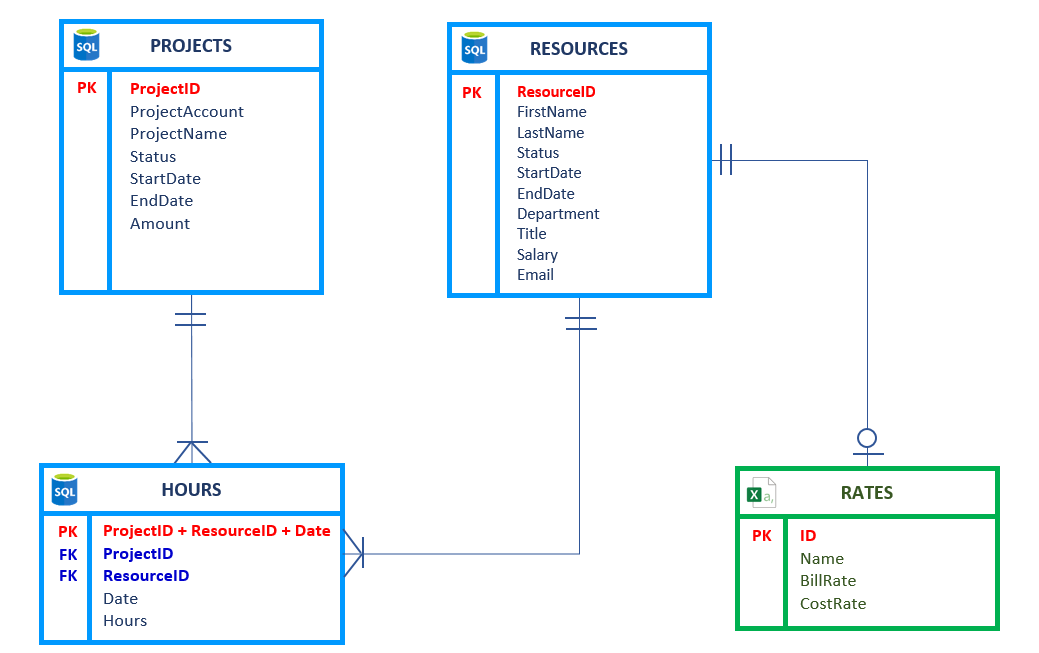 SQL
PROJECTS
PK ProjectID
ProjectAccount
ProjectName
Status
StartDate
EndDate
Amount
SQL
RESOURCES
PK ResourceID
FirstName
LastName
Status
StartDate
EndDate
Department
Title
Salary
Email
SQL
HOURS
PK ProjectID + ResourceID + Date
FK ProjectID
FK ResourceID
Date
Hours
X a,
RATES
PK ID
Name
BillRate
CostRate